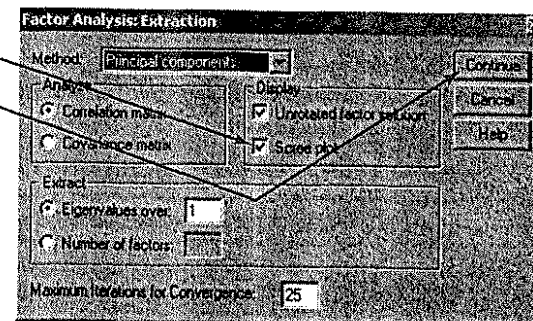 Factor Analysis: Extraction
Method: Principal components
Continue
Analyze
Display
Correlation matrix
Unrotated factor solution
Cancel
Covariance matrix
Scree plot
Help
Extract
Eigenvalues over: 1
Number of factors:
Maximum Iterations for Convergence: 25